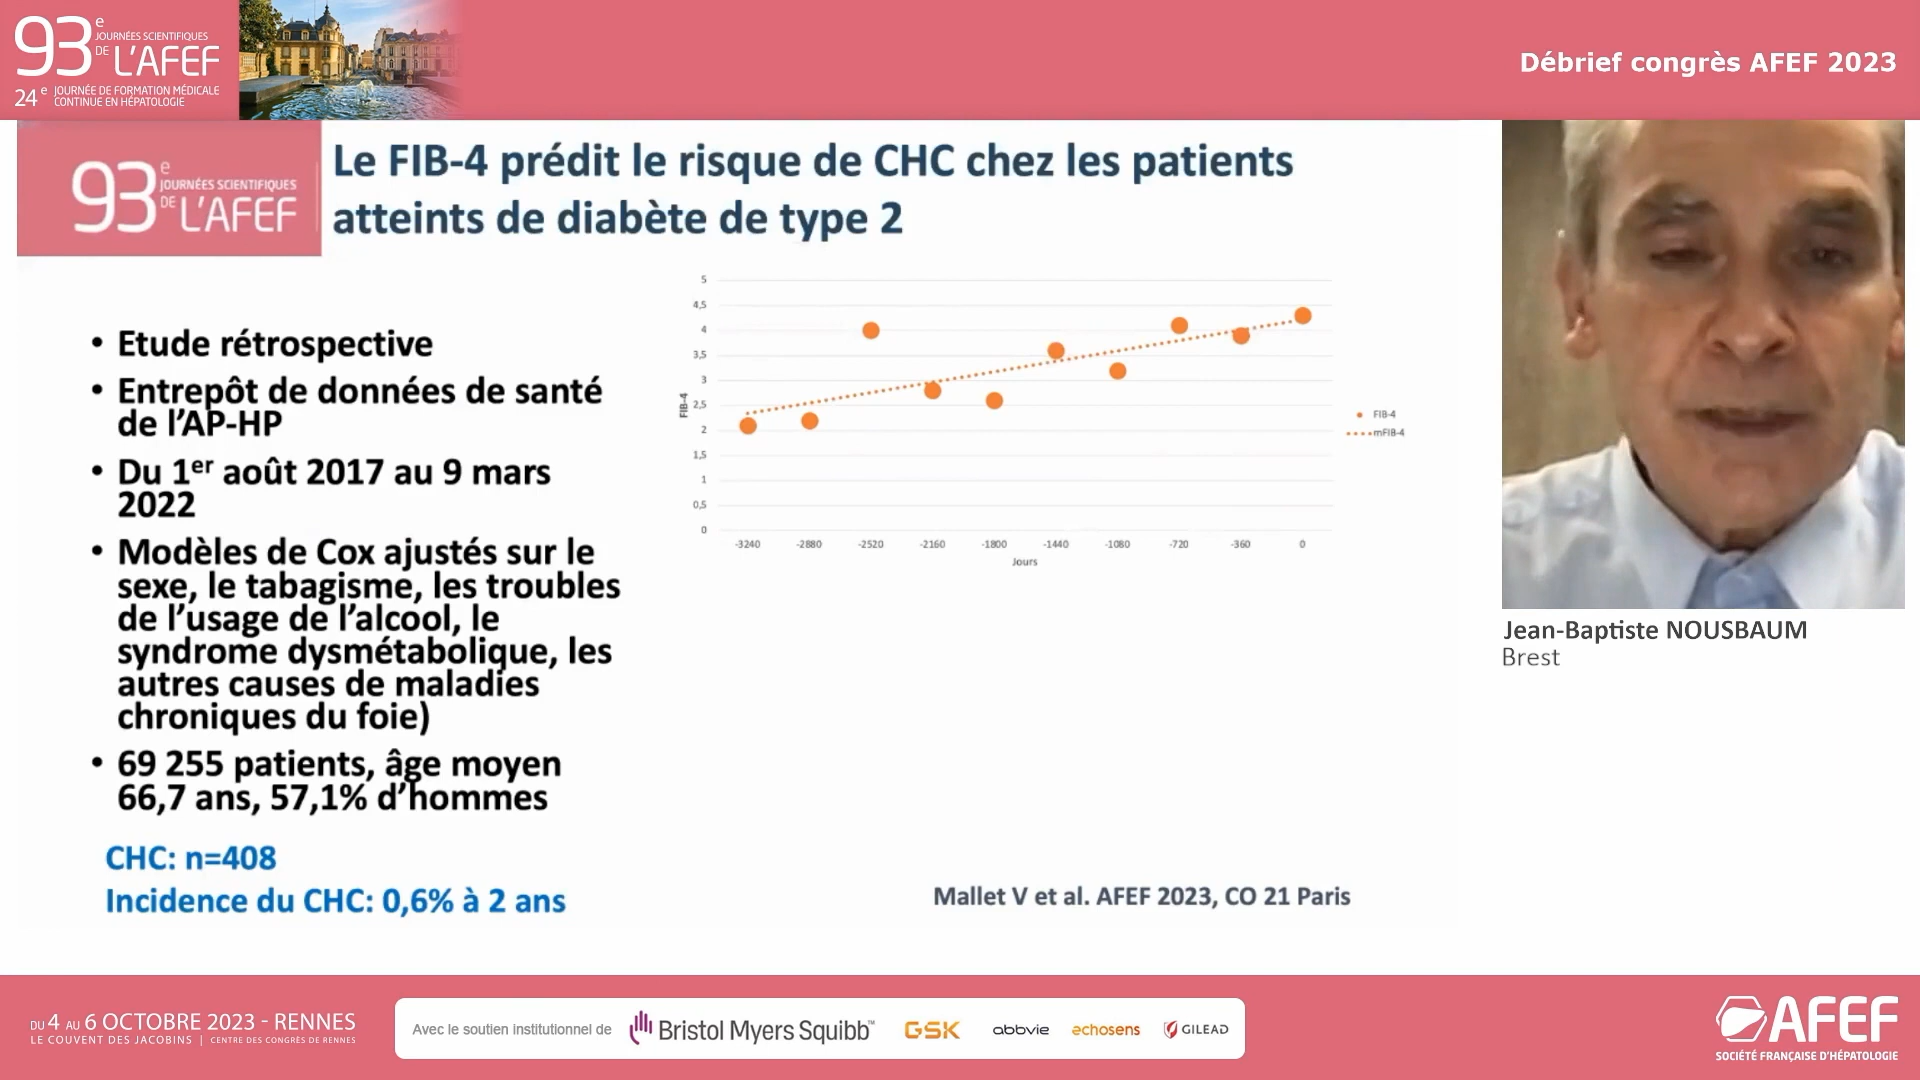 93e JOURNÉES SCIENTIFIQUES
DE L'AFEF
24e JOURNÉE DE FORMATION MÉDICALE
CONTINUE EN HÉPATOLOGIE
Débrief congrès AFEF 2023
93e JOURNÉES SCIENTIFIQUES
DE L'AFEF
Le FIB-4 prédit le risque de CHC chez les patients
atteints de diabète de type 2
• Etude rétrospective
• Entrepôt de données de santé
de l'AP-HP
• Du 1er août 2017 au 9 mars
2022
• Modèles de Cox ajustés sur le
sexe, le tabagisme, les troubles
de l'usage de l'alcool, le
syndrome dysmétabolique, les
autres causes de maladies
chroniques du foie)
• 69 255 patients, âge moyen
66,7 ans, 57,1% d'hommes
CHC: n=408
Incidence du CHC: 0,6% à 2 ans
5
4,5
4
3,5
3
2,5
2
1,5
1
0,5
0
FIB-4
-3240 -2880 -2520 -2160 -1800 -1440 -1080 -720 -360 0
Jours
FIB-4
mFIB-4
Mallet V et al. AFEF 2023, CO 21 Paris
Jean-Baptiste NOUSBAUM
Brest
DU 4 AU 6 OCTOBRE 2023 - RENNES
LE COUVENT DES JACOBINS | CENTRE DES CONGRÈS DE RENNES
Avec le soutien institutionnel de
Bristol Myers Squibb™
GSK
abbvie
echosens
GILEAD
AFEF
SOCIÉTÉ FRANÇAISE D'HÉPATOLOGIE